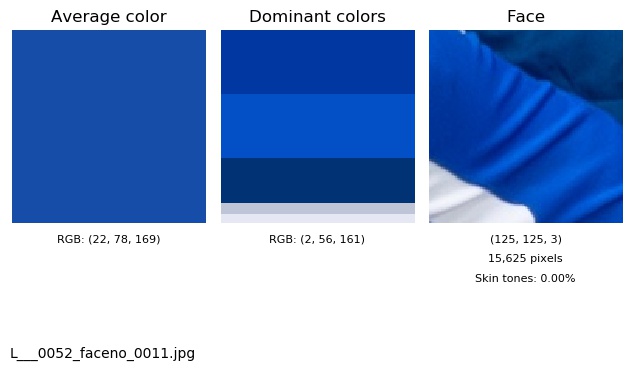 Average color
Dominant colors
Face
RGB: (22, 78, 169)
RGB: (2, 56, 161)
(125, 125, 3)
15,625 pixels
Skin tones: 0.00%
L___0052_faceno_0011.jpg